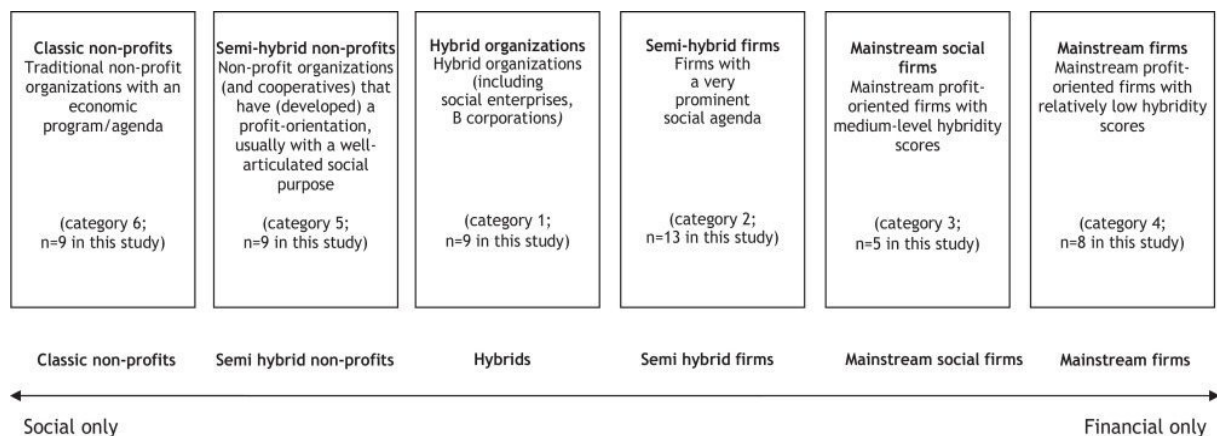 Classic non-profits
Traditional non-profit
organizations with an
economic
program/agenda
(category 6;
n=9 in this study)
Semi-hybrid non-profits
Non-profit organizations
(and cooperatives) that
have (developed) a
profit-orientation,
usually with a well-
articulated social
purpose
(category 5;
n=9 in this study)
Hybrid organizations
Hybrid organizations
(including
social enterprises,
B corporations)
(category 1;
n=9 in this study)
Semi-hybrid firms
Firms with
a very
prominent
social agenda
(category 2;
n=13 in this study)
Mainstream social
firms
Mainstream profit-
oriented firms with
medium-level hybridity
scores
(category 3;
n=5 in this study)
Mainstream firms
Mainstream profit-
oriented firms with
relatively low hybridity
scores
(category 4;
n=8 in this study)
Classic non-profits
Semi hybrid non-profits
Hybrids
Semi hybrid firms
Mainstream social firms
Mainstream firms
Social only
Financial only